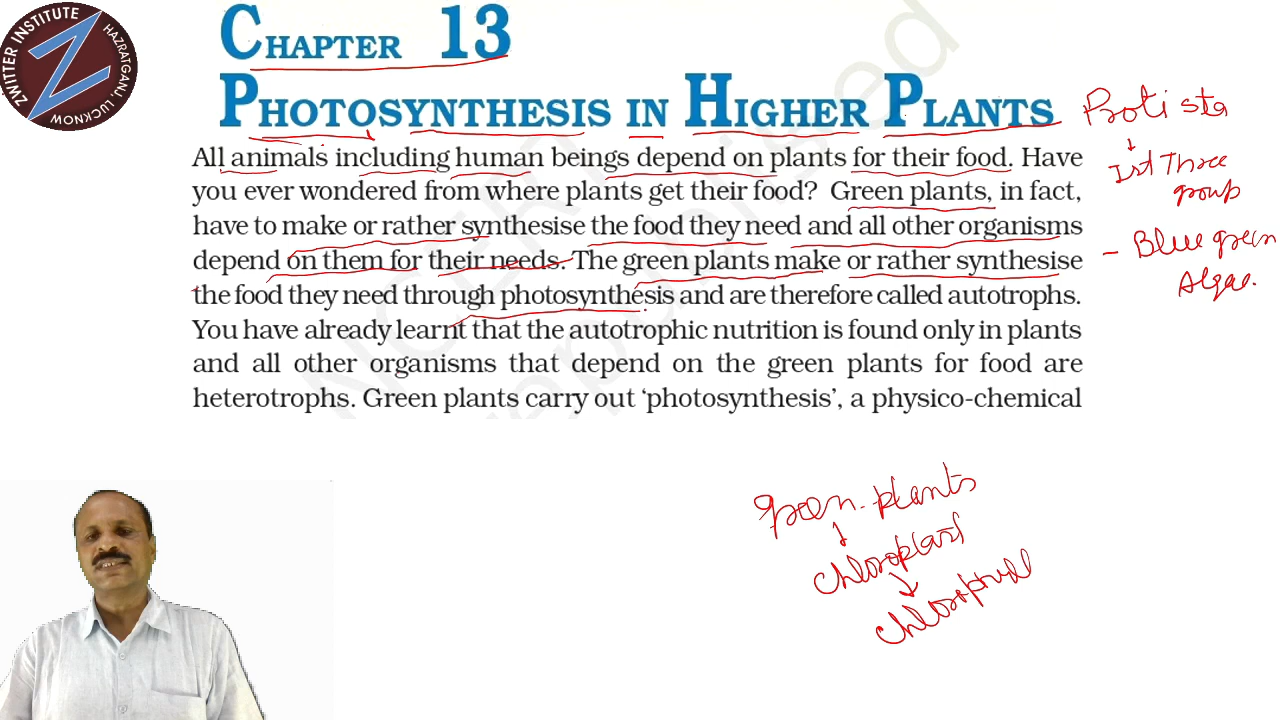 ZWITTER INSTITUTE
HAZRATGANJ, LUCKNOW
CHAPTER 13
PHOTOSYNTHESIS IN HIGHER PLANTS
All animals including human beings depend on plants for their food. Have
you ever wondered from where plants get their food? Green plants, in fact,
have to make or rather synthesise the food they need and all other organisms
depend on them for their needs. The green plants make or rather synthesise
the food they need through photosynthesis and are therefore called autotrophs.
You have already learnt that the autotrophic nutrition is found only in plants
and all other organisms that depend on the green plants for food are
heterotrophs. Green plants carry out ‘photosynthesis’, a physico-chemical
Protista
↓
Ist Three
group
- Blue green
Algae.
Green plants
↓
chloroplast
↓